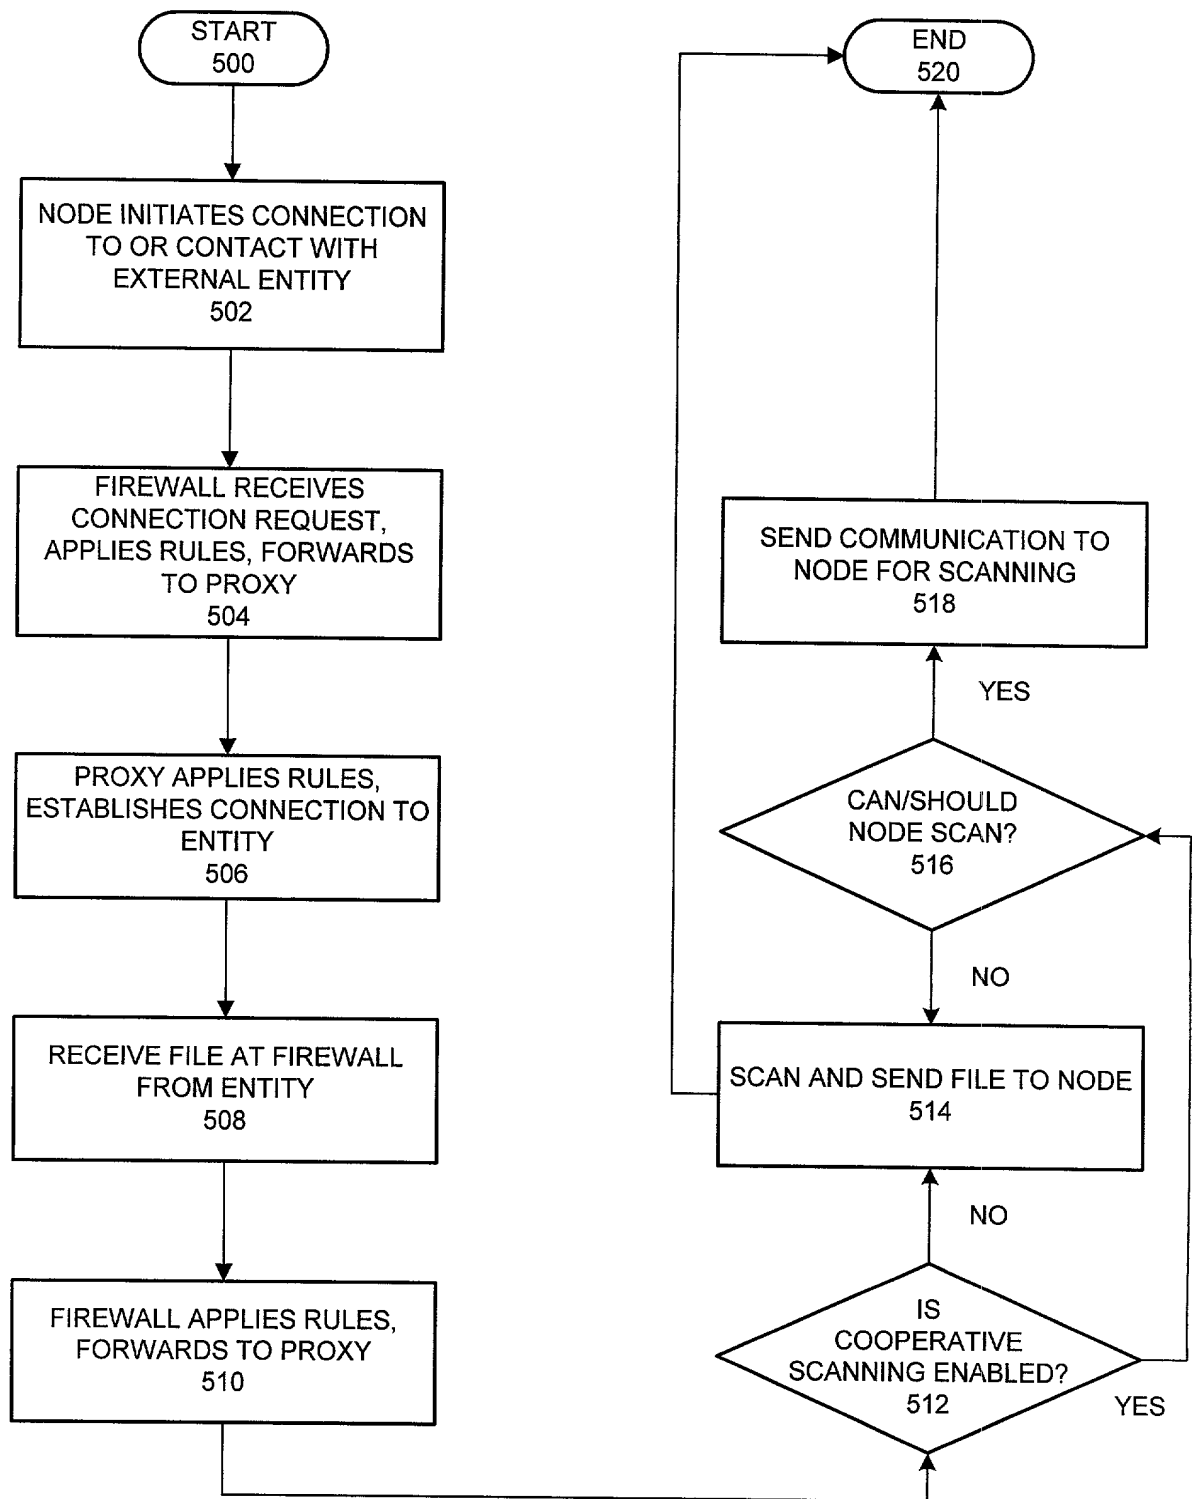 START
500
NODE INITIATES CONNECTION
TO OR CONTACT WITH
EXTERNAL ENTITY
502
FIREWALL RECEIVES
CONNECTION REQUEST,
APPLIES RULES, FORWARDS
TO PROXY
504
PROXY APPLIES RULES,
ESTABLISHES CONNECTION TO
ENTITY
506
RECEIVE FILE AT FIREWALL
FROM ENTITY
508
FIREWALL APPLIES RULES,
FORWARDS TO PROXY
510
END
520
SEND COMMUNICATION TO
NODE FOR SCANNING
518
YES
CAN/SHOULD
NODE SCAN?
516
NO
SCAN AND SEND FILE TO NODE
514
NO
IS
COOPERATIVE
SCANNING ENABLED?
512
YES